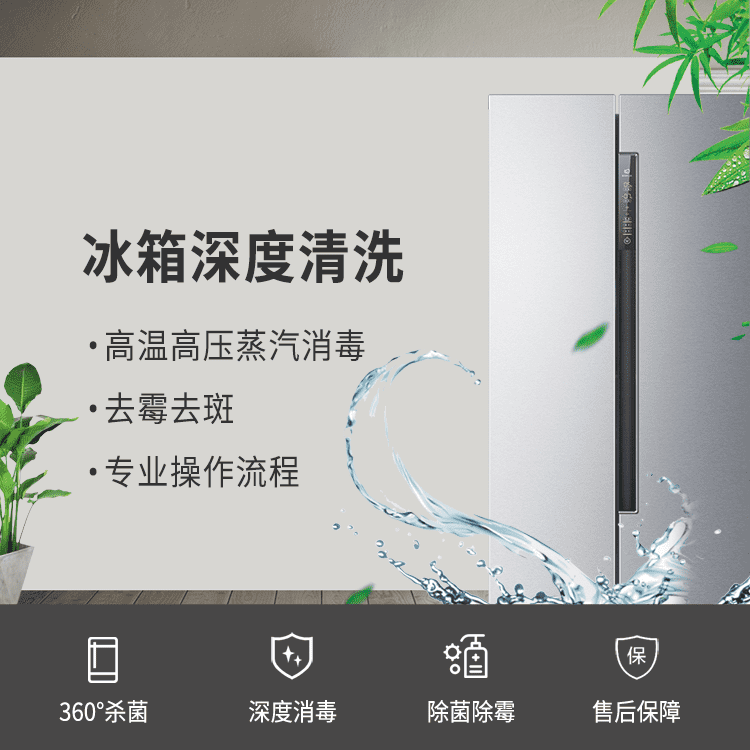 冰箱深度清洗
·高温高压蒸汽消毒
·去霉去斑
·专业操作流程
保
360°杀菌
深度消毒
除菌除霉
售后保障